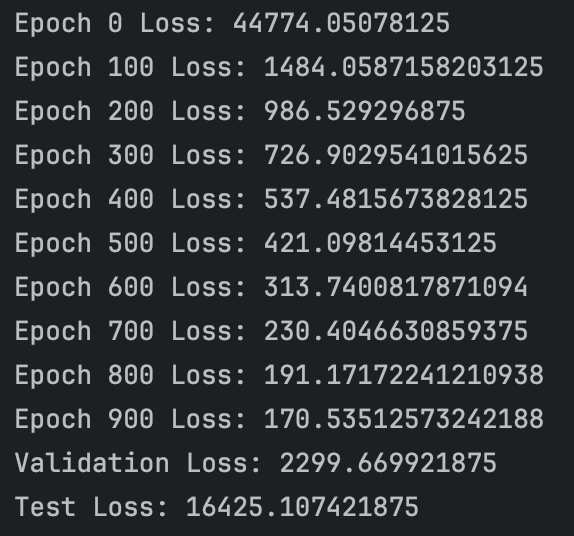 Epoch 0 Loss: 44774.05078125
Epoch 100 Loss: 1484.0587158203125
Epoch 200 Loss: 986.529296875
Epoch 300 Loss: 726.9029541015625
Epoch 400 Loss: 537.4815673828125
Epoch 500 Loss: 421.09814453125
Epoch 600 Loss: 313.7400817871094
Epoch 700 Loss: 230.4046630859375
Epoch 800 Loss: 191.17172241210938
Epoch 900 Loss: 170.53512573242188
Validation Loss: 2299.669921875
Test Loss: 16425.107421875